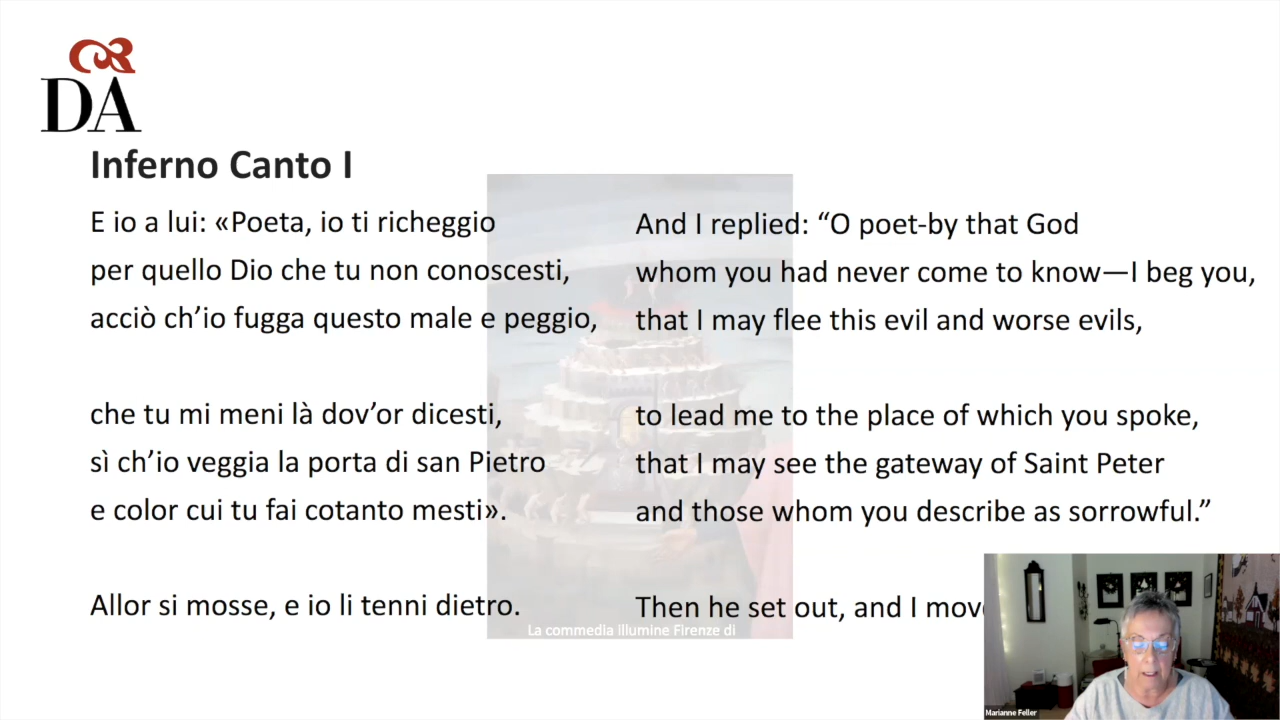 DA
Inferno Canto I
E io a lui: «Poeta, io ti richeggio
per quello Dio che tu non conoscesti,
acciò ch’io fugga questo male e peggio,
che tu mi meni là dov’or dicesti,
sì ch’io veggia la porta di san Pietro
e color cui tu fai cotanto mesti».
Allor si mosse, e io li tenni dietro.
And I replied: “O poet-by that God
whom you had never come to know—I beg you,
that I may flee this evil and worse evils,
to lead me to the place of which you spoke,
that I may see the gateway of Saint Peter
and those whom you describe as sorrowful.”
Then he set out, and I mov
La commedia illumine Firenze di
Marianne Feller